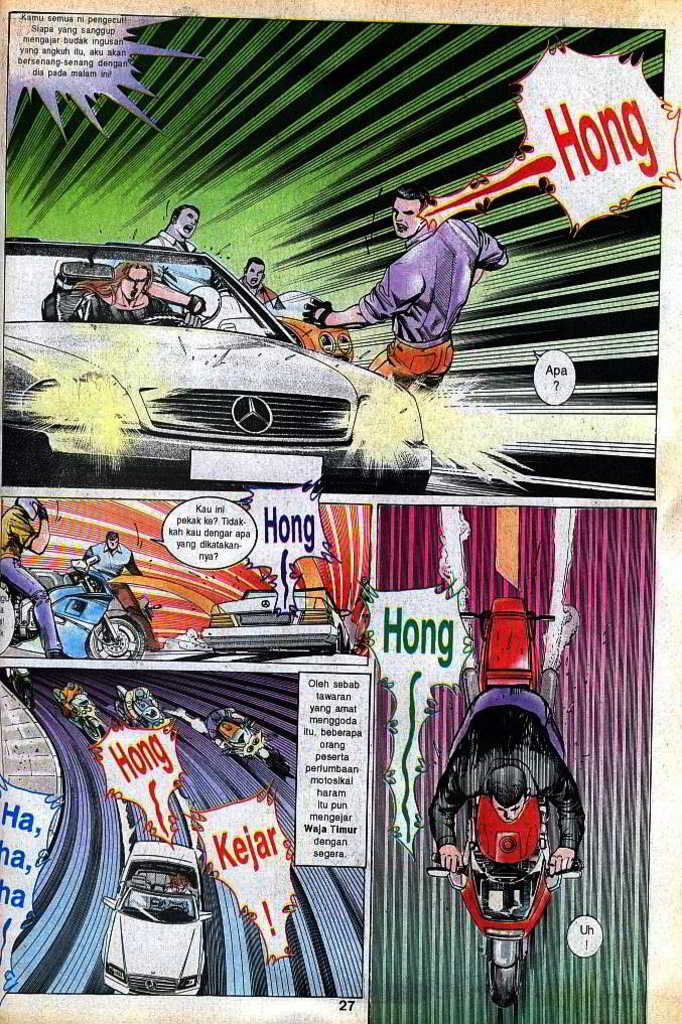 Kamu semua ni pengecut!
Siapa yang sanggup
mengajar budak ingusan
yang angkuh itu, aku akan
bersenang-senang dengan
dia pada malam ini!
Hong
Apa
?
Kau ini
pekak ke? Tidak-
kah kau dengar apa
yang dikatakan-
nya?
Hong
Hong
Uh
!
Oleh sebab
tawaran
yang amat
menggoda
itu, beberapa
orang
peserta
perlumbaan
motosikal
haram
itu pun
mengejar
Waja Timur
dengan
segera.
Hong
Kejar
!
Ha,
ha,
ha
27